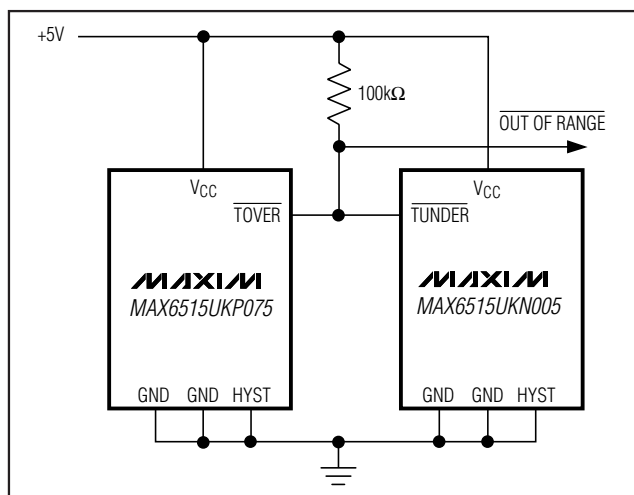 +5V
100kΩ
OUT OF RANGE
VCC
VCC
TOVER
TUNDER
MAXIM
MAX6515UKP075
MAXIM
MAX6515UKN005
GND GND HYST
GND GND HYST